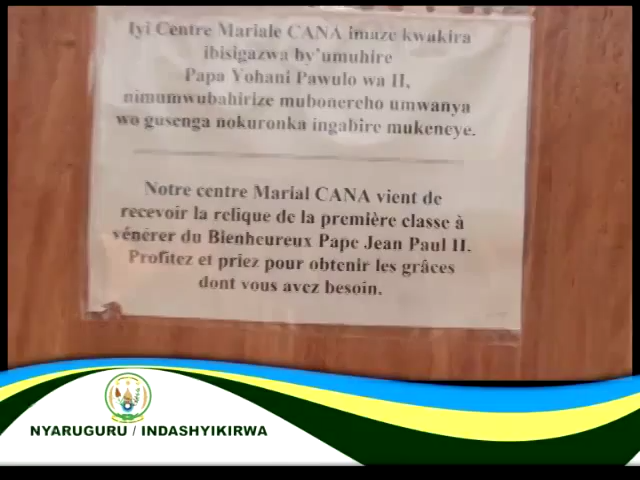 Iyi Centre Mariale CANA imaze kwakira
ibisigazwa by'umuhire
Papa Yohani Pawulo wa II,
nimumwubahirize mubonereho umwanya
wo gusenga nokuronka ingabire mukeneye.
Notre centre Marial CANA vient de
recevoir la relique de la première classe à
vénérer du Bienheureux Pape Jean Paul II.
Profitez et priez pour obtenir les grâces
dont vous avez besoin.
NYARUGURU / INDASHYIKIRWA